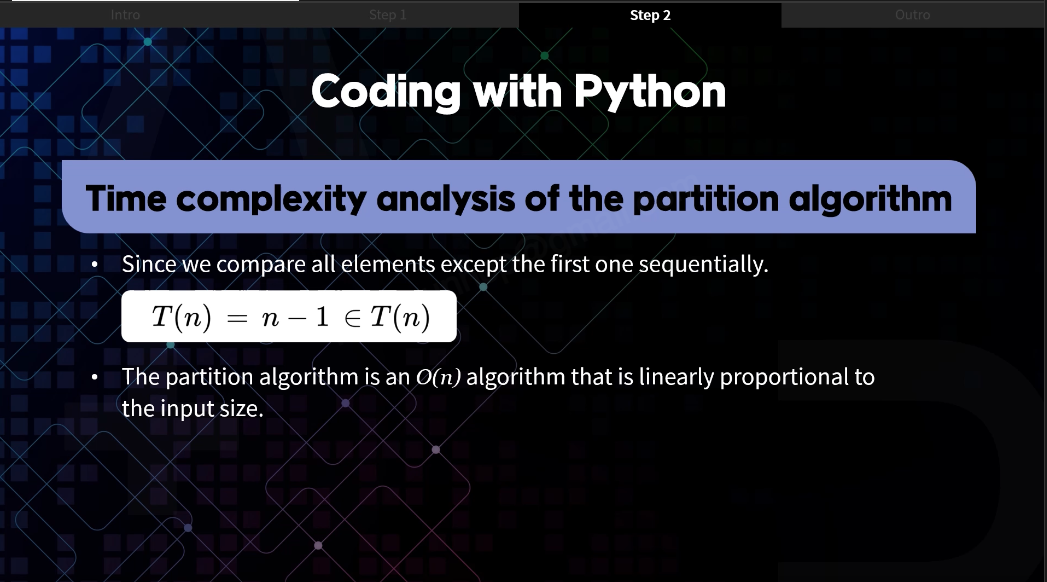 Intro
Step 1
Step 2
Outro
Coding with Python
Time complexity analysis of the partition algorithm
• Since we compare all elements except the first one sequentially.
T(n) = n − 1 ∈ T(n)
• The partition algorithm is an O(n) algorithm that is linearly proportional to
the input size.